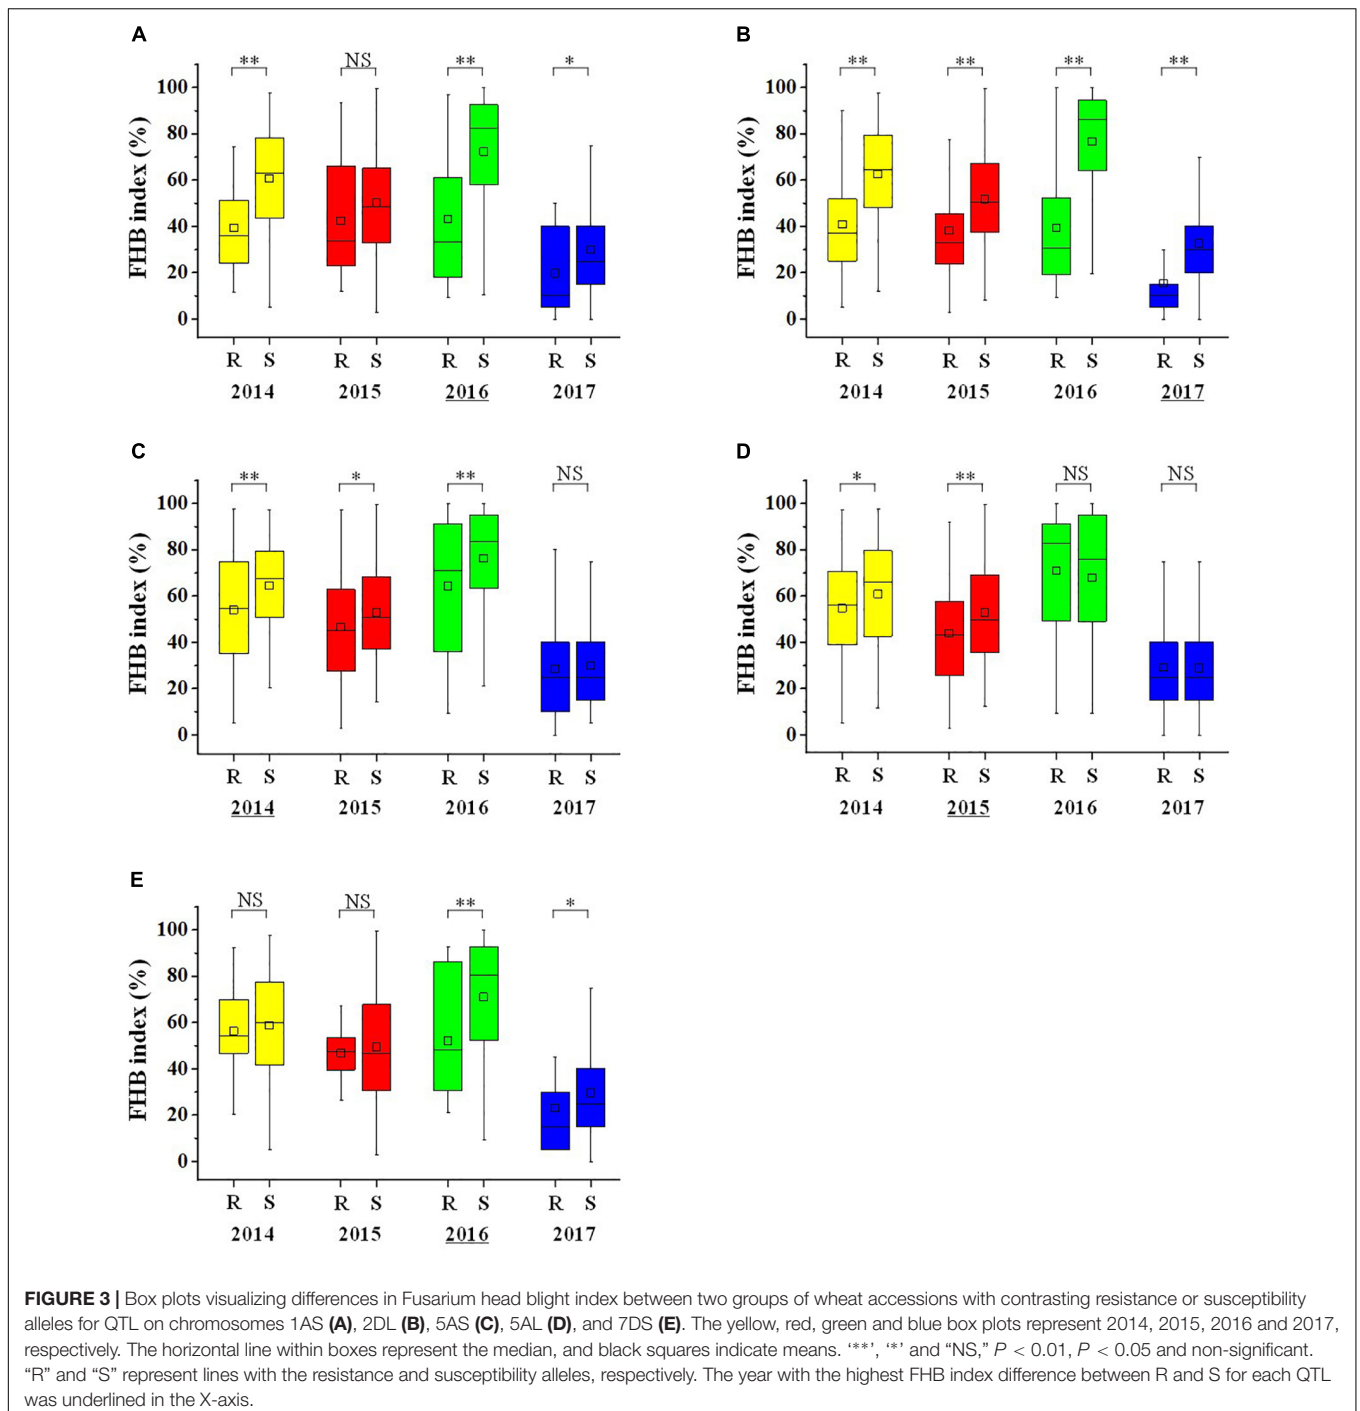 A
** NS ** *
FHB index (%)
100
80
60
40
20
0
R S R S R S R S
2014 2015 2016 2017
B
** ** ** **
FHB index (%)
100
80
60
40
20
0
R S R S R S R S
2014 2015 2016 2017
C
** * ** NS
FHB index (%)
100
80
60
40
20
0
R S R S R S R S
2014 2015 2016 2017
D
* ** NS NS
FHB index (%)
100
80
60
40
20
0
R S R S R S R S
2014 2015 2016 2017
E
NS NS ** *
FHB index (%)
100
80
60
40
20
0
R S R S R S R S
2014 2015 2016 2017
FIGURE 3 | Box plots visualizing differences in Fusarium head blight index between two groups of wheat accessions with contrasting resistance or susceptibility
alleles for QTL on chromosomes 1AS (A), 2DL (B), 5AS (C), 5AL (D), and 7DS (E). The yellow, red, green and blue box plots represent 2014, 2015, 2016 and 2017,
respectively. The horizontal line within boxes represent the median, and black squares indicate means. ‘**’, ‘*’ and “NS,” P < 0.01, P < 0.05 and non-significant.
“R” and “S” represent lines with the resistance and susceptibility alleles, respectively. The year with the highest FHB index difference between R and S for each QTL
was underlined in the X-axis.